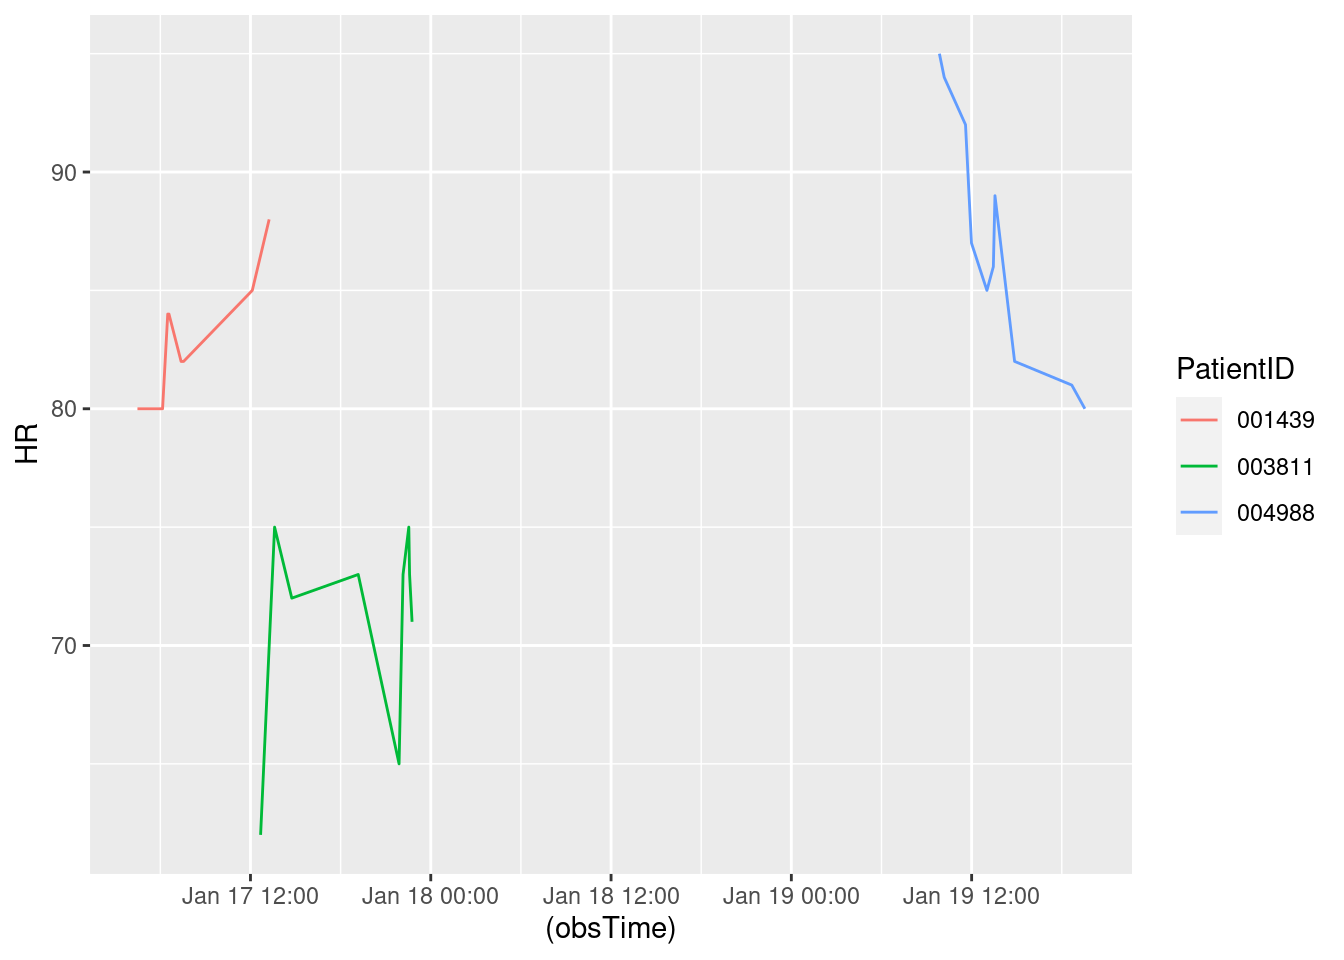 90
80
70
HR
Jan 17 12:00
Jan 18 00:00
Jan 18 12:00
Jan 19 00:00
Jan 19 12:00
(obsTime)
PatientID
001439
003811
004988